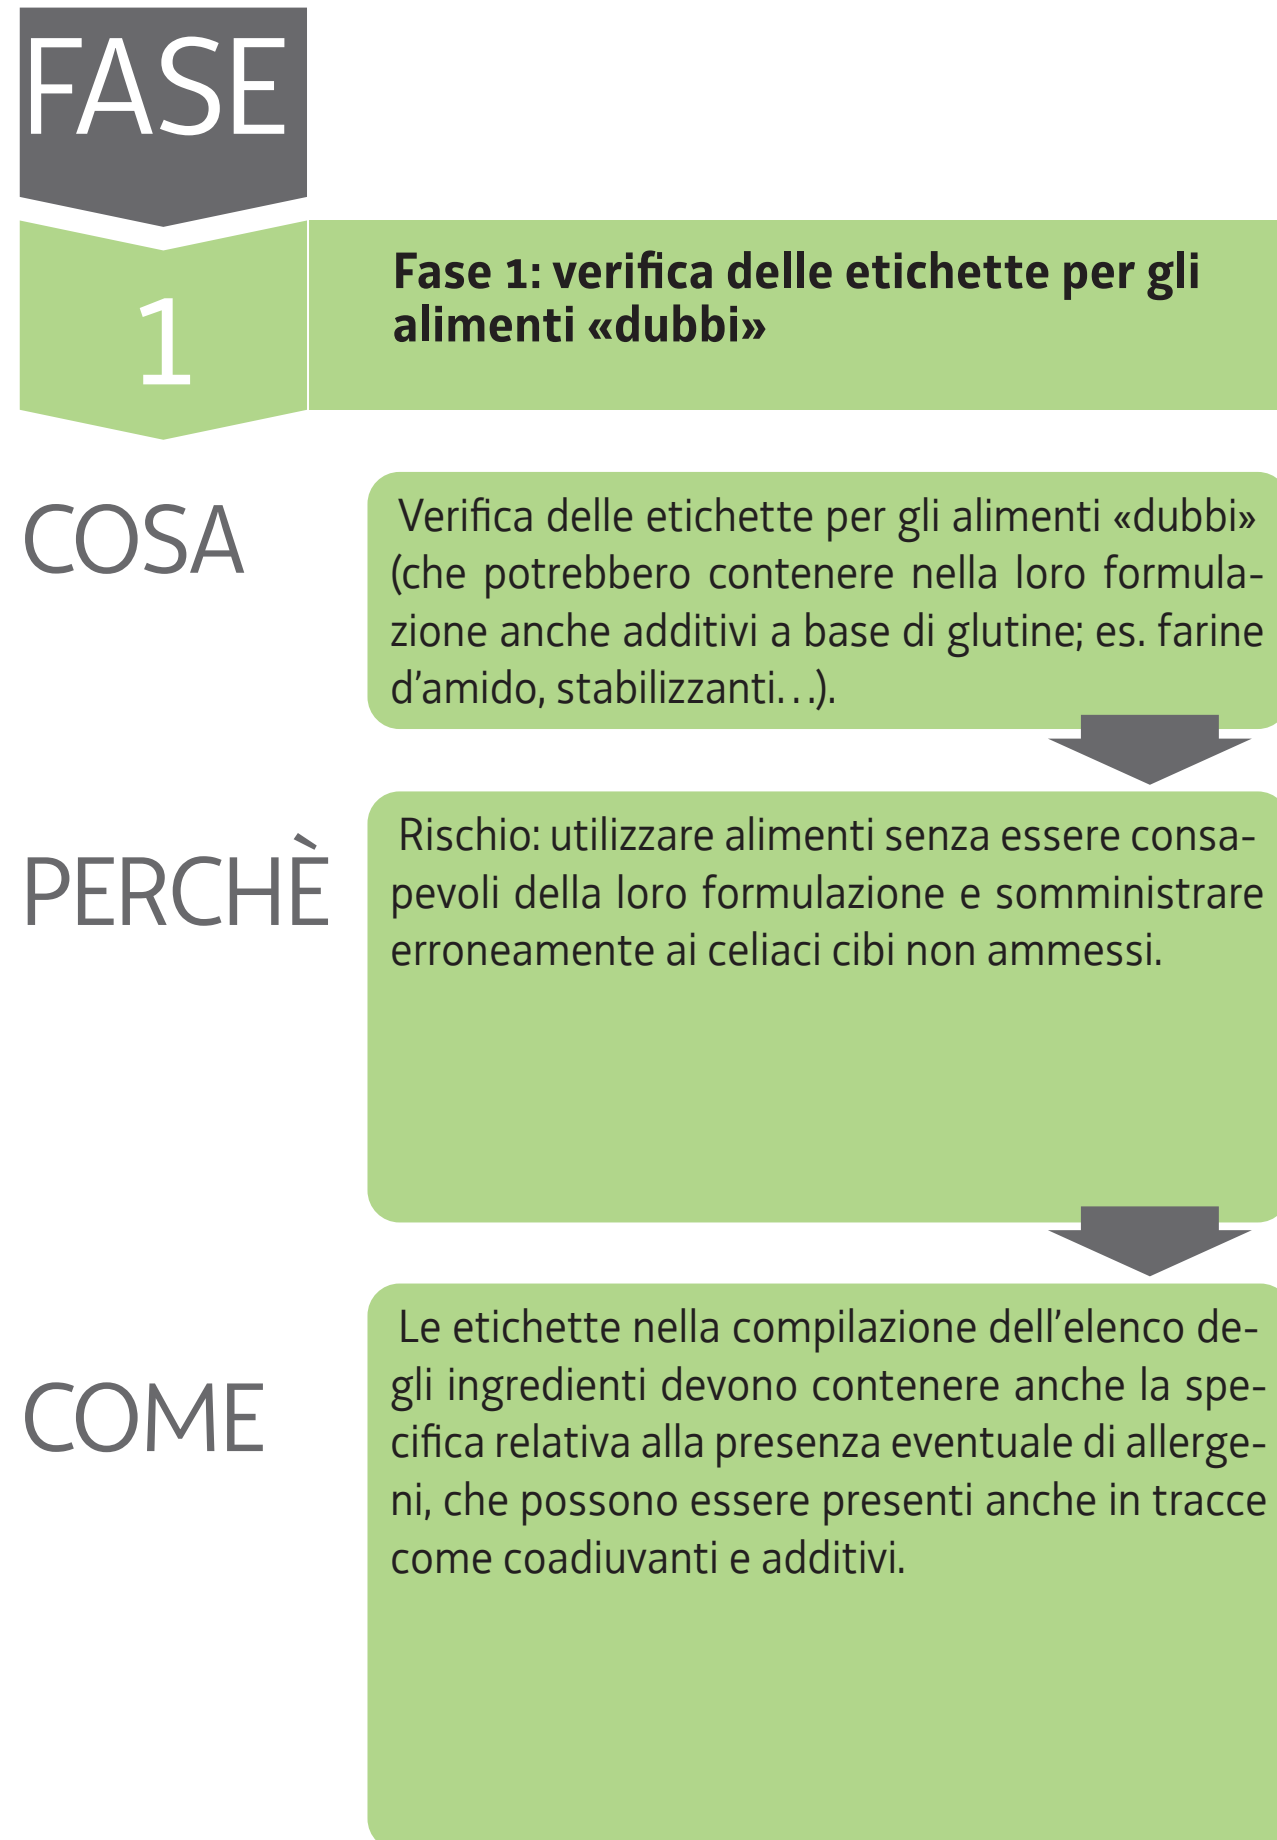 FASE
1
Fase 1: verifica delle etichette per gli
alimenti «dubbi»
COSA
Verifica delle etichette per gli alimenti «dubbi»
(che potrebbero contenere nella loro formula-
zione anche additivi a base di glutine; es. farine
d’amido, stabilizzanti…).
PERCHÈ
Rischio: utilizzare alimenti senza essere consa-
pevoli della loro formulazione e somministrare
erroneamente ai celiaci cibi non ammessi.
COME
Le etichette nella compilazione dell’elenco de-
gli ingredienti devono contenere anche la spe-
cifica relativa alla presenza eventuale di allerge-
ni, che possono essere presenti anche in tracce
come coadiuvanti e additivi.